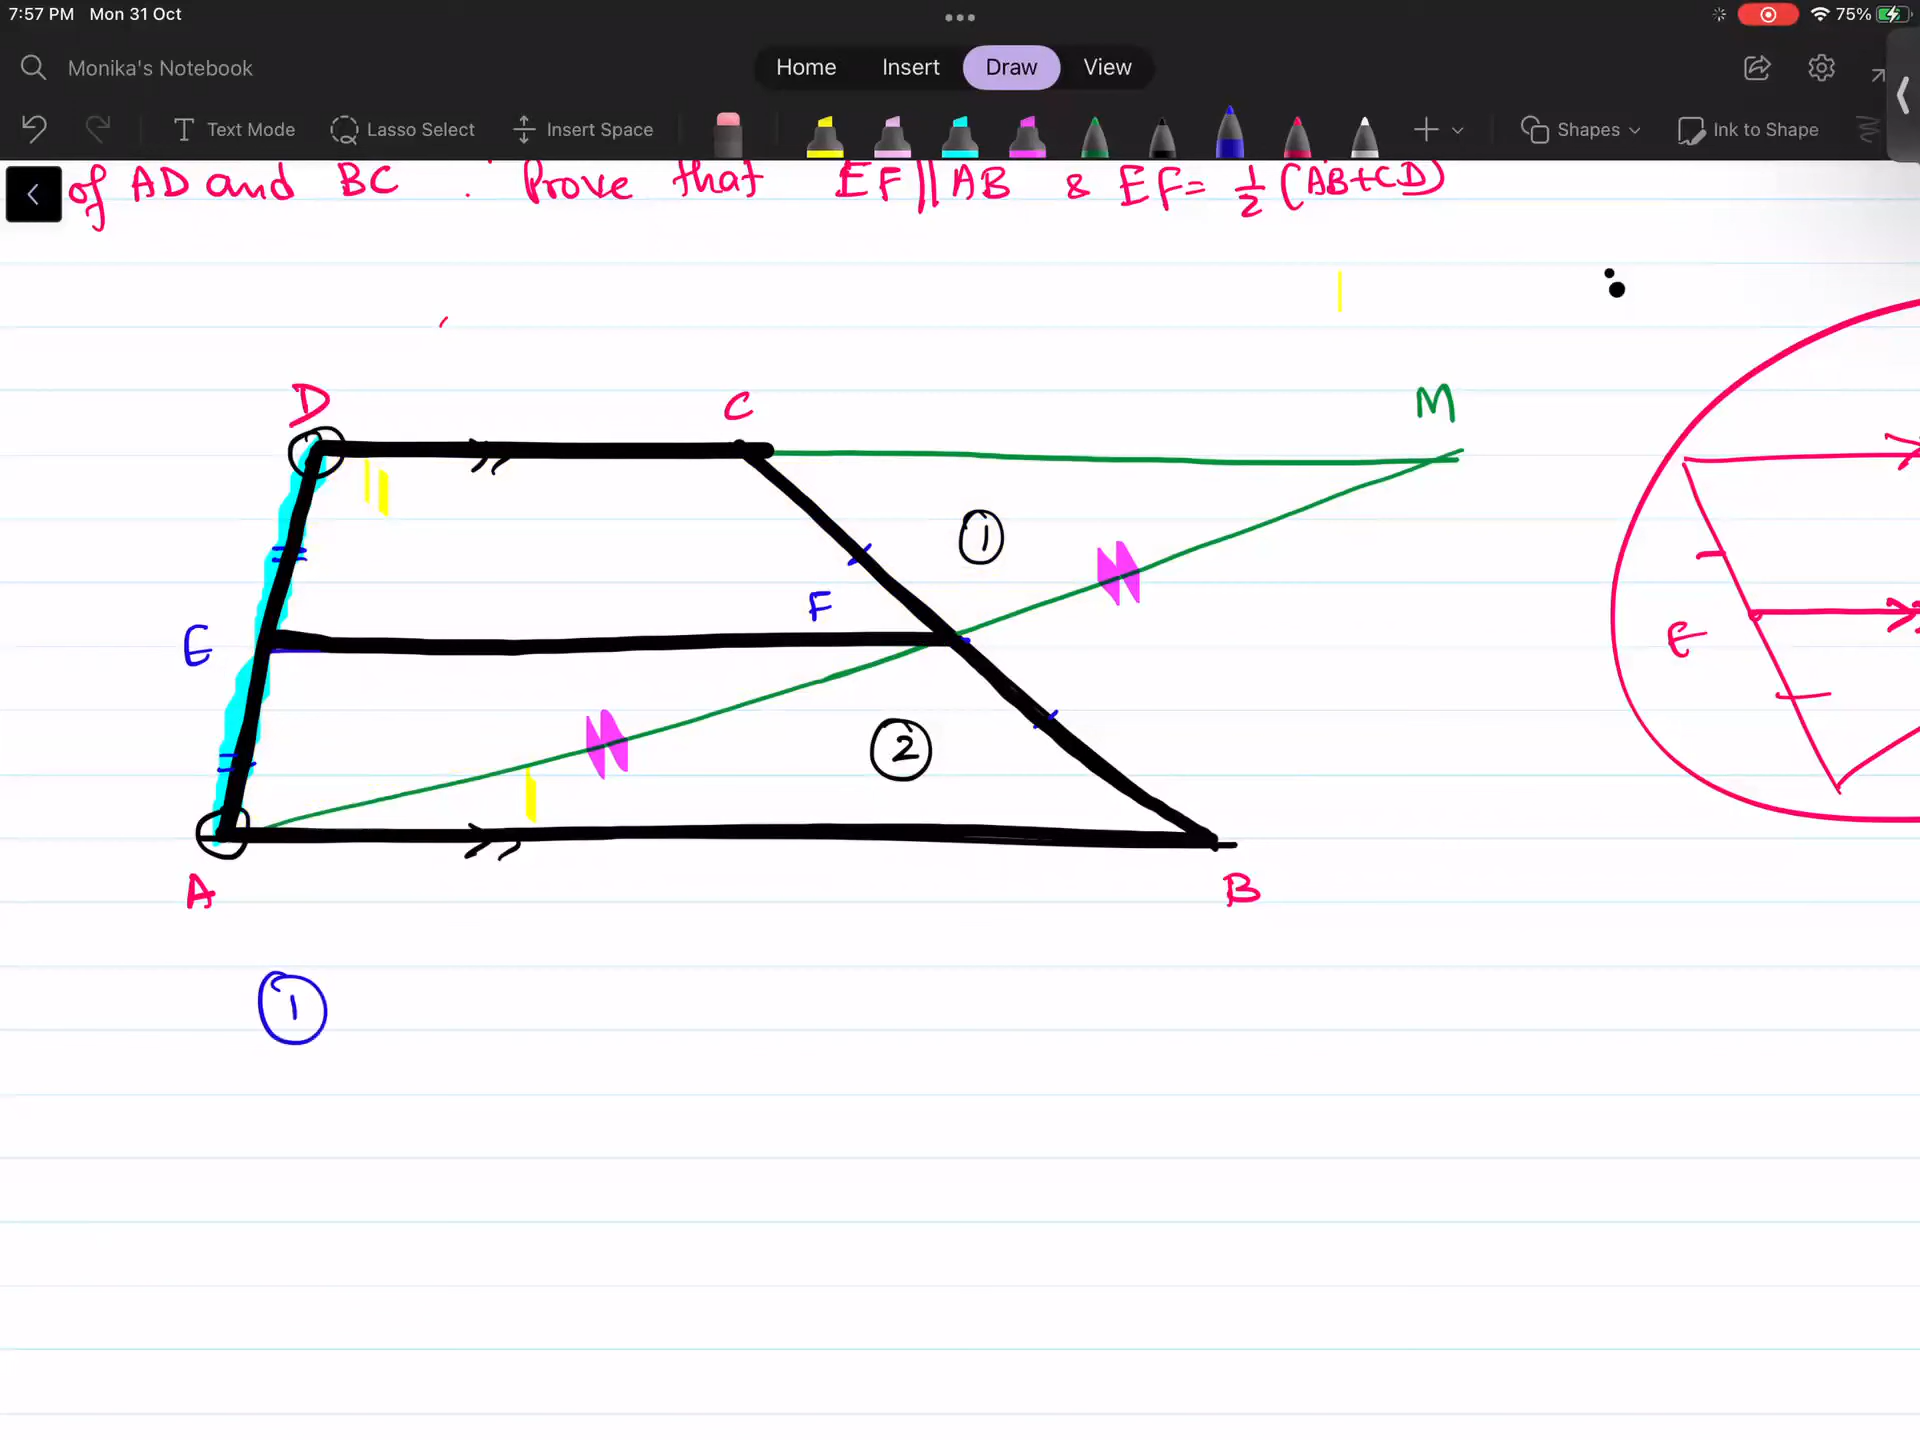 7:57 PM Mon 31 Oct
75%
Monika's Notebook
Home Insert Draw View
Text Mode Lasso Select Insert Space Shapes Ink to Shape
of AD and BC . Prove that EF||AB & EF= 1/2 (AB+CD)
D C M
1
F
E
2
A B
1
E